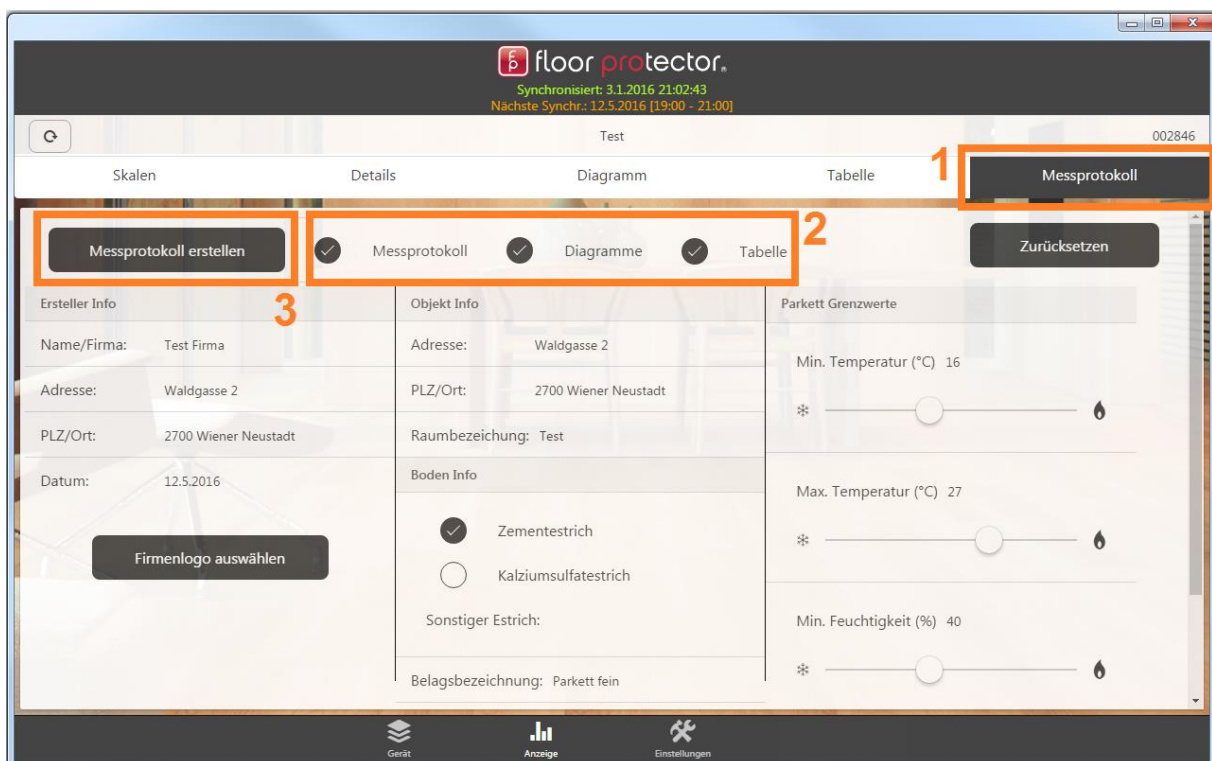 floor protector®
Synchronisiert: 3.1.2016 21:02:43
Nächste Synchr.: 12.5.2016 [19:00 - 21:00]
Test 002846
Skalen Details Diagramm Tabelle 1 Messprotokoll
Messprotokoll erstellen Messprotokoll Diagramme Tabelle 2 Zurücksetzen
3
Ersteller Info
Name/Firma: Test Firma
Adresse: Waldgasse 2
PLZ/Ort: 2700 Wiener Neustadt
Datum: 12.5.2016
Firmenlogo auswählen
Objekt Info
Adresse: Waldgasse 2
PLZ/Ort: 2700 Wiener Neustadt
Raumbezeichung: Test
Boden Info
Zementestrich
Kalziumsulfatestrich
Sonstiger Estrich:
Belagsbezeichnung: Parkett fein
Parkett Grenzwerte
Min. Temperatur (°C) 16
Max. Temperatur (°C) 27
Min. Feuchtigkeit (%) 40
Gerät Anzeige Einstellungen